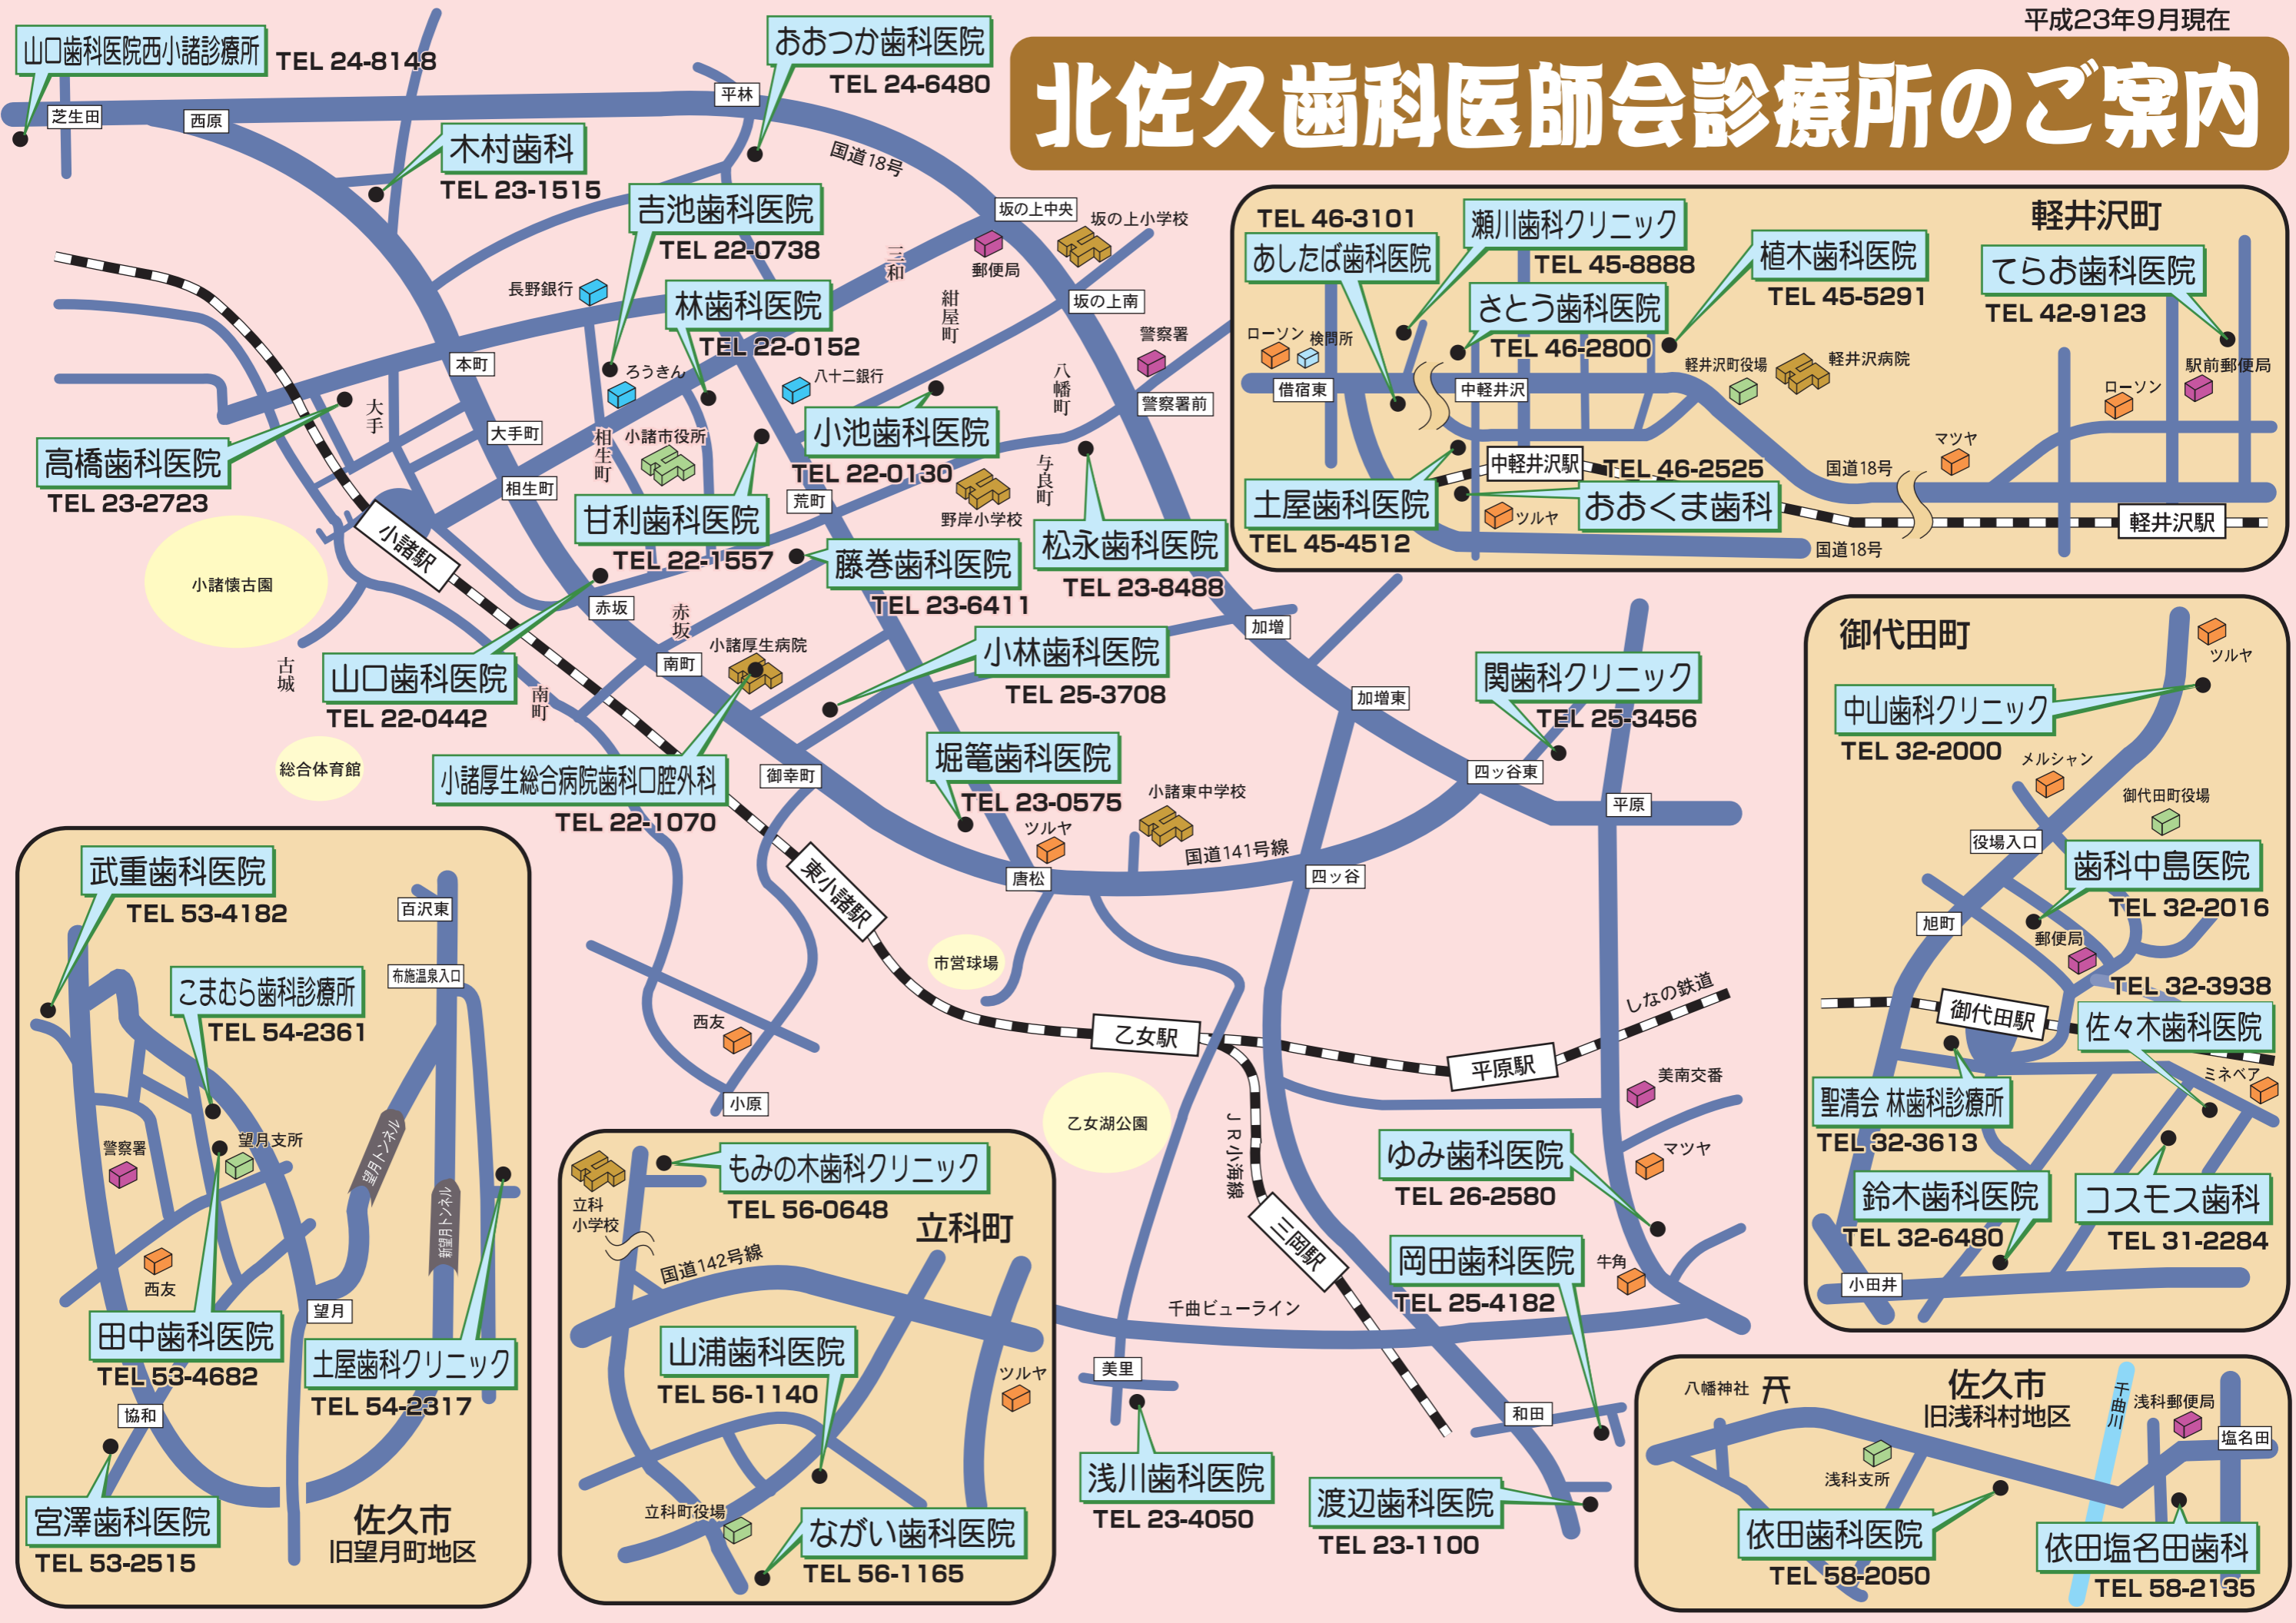 平成23年9月現在
北佐久歯科医師会診療所のご案内
山口歯科医院西小諸診療所
TEL 24-8148
おおつか歯科医院
TEL 24-6480
芝生田
西原
平林
国道18号
木村歯科
TEL 23-1515
吉池歯科医院
TEL 22-0738
坂の上中央
坂の上小学校
三和
郵便局
長野銀行
林歯科医院
TEL 22-0152
紺屋町
坂の上南
警察署
本町
ろうきん
八十二銀行
八幡町
警察署前
大手
大手町
相生町
小諸市役所
小池歯科医院
TEL 22-0130
高橋歯科医院
TEL 23-2723
相生町
荒町
与良町
野岸小学校
甘利歯科医院
TEL 22-1557
松永歯科医院
TEL 23-8488
小諸駅
藤巻歯科医院
TEL 23-6411
小諸懐古園
赤坂
赤坂
加増
古城
山口歯科医院
TEL 22-0442
南町
南町
小諸厚生病院
小林歯科医院
TEL 25-3708
加増東
関歯科クリニック
TEL 25-3456
総合体育館
小諸厚生総合病院歯科口腔外科
TEL 22-1070
御幸町
堀篭歯科医院
TEL 23-0575
ツルヤ
小諸東中学校
四ッ谷東
平原
国道141号線
唐松
四ッ谷
東小諸駅
市営球場
西友
小原
乙女駅
乙女湖公園
平原駅
しなの鉄道
美南交番
マツヤ
JR小海線
三岡駅
ゆみ歯科医院
TEL 26-2580
岡田歯科医院
TEL 25-4182
牛角
千曲ビューライン
美里
浅川歯科医院
TEL 23-4050
和田
渡辺歯科医院
TEL 23-1100
軽井沢町
TEL 46-3101
あしたば歯科医院
瀬川歯科クリニック
TEL 45-8888
さとう歯科医院
TEL 46-2800
植木歯科医院
TEL 45-5291
てらお歯科医院
TEL 42-9123
ローソン
検問所
借宿東
中軽井沢
軽井沢町役場
軽井沢病院
駅前郵便局
ローソン
マツヤ
中軽井沢駅
土屋歯科医院
TEL 45-4512
ツルヤ
TEL 46-2525
おおくま歯科
国道18号
国道18号
軽井沢駅
御代田町
ツルヤ
中山歯科クリニック
TEL 32-2000
メルシャン
御代田町役場
役場入口
歯科中島医院
TEL 32-2016
旭町
郵便局
TEL 32-3938
佐々木歯科医院
御代田駅
ミネベア
聖清会 林歯科診療所
TEL 32-3613
鈴木歯科医院
TEL 32-6480
コスモス歯科
TEL 31-2284
小田井
武重歯科医院
TEL 53-4182
百沢東
布施温泉入口
こまむら歯科診療所
TEL 54-2361
警察署
望月支所
望月トンネル
新望月トンネル
西友
望月
田中歯科医院
TEL 53-4682
土屋歯科クリニック
TEL 54-2317
協和
宮澤歯科医院
TEL 53-2515
佐久市
旧望月町地区
立科
小学校
もみの木歯科クリニック
TEL 56-0648
立科町
国道142号線
山浦歯科医院
TEL 56-1140
ツルヤ
立科町役場
ながい歯科医院
TEL 56-1165
八幡神社
佐久市
旧浅科村地区
千曲川
浅科郵便局
塩名田
浅科支所
依田歯科医院
TEL 58-2050
依田塩名田歯科
TEL 58-2135